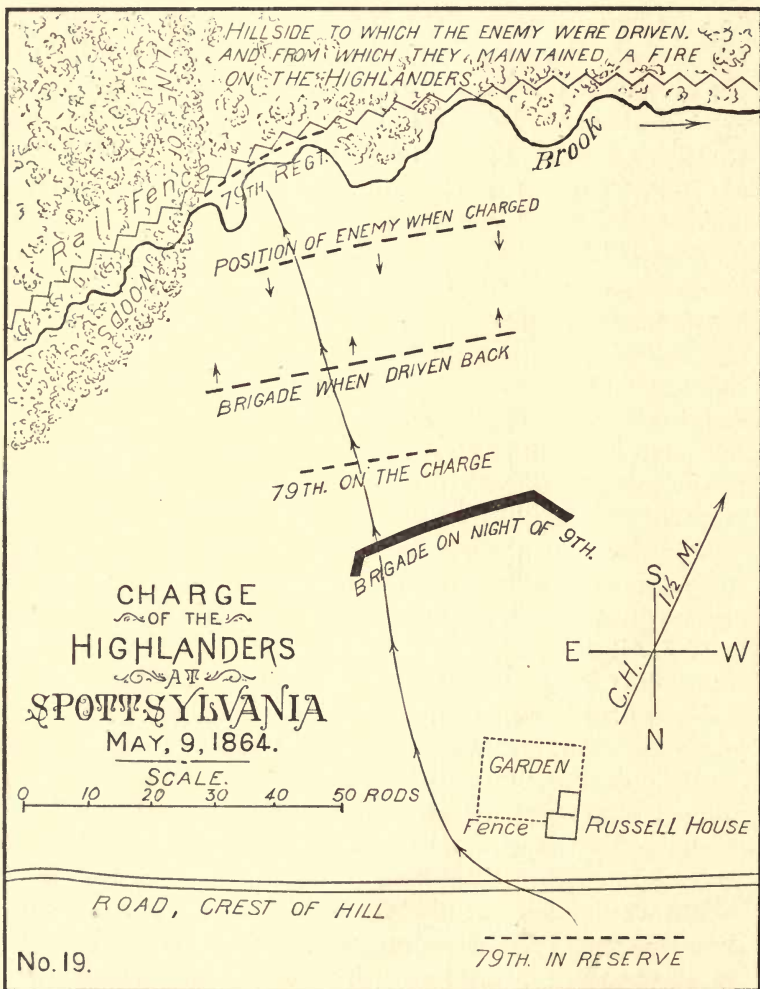 HILLSIDE TO WHICH THE ENEMY WERE DRIVEN,
AND FROM WHICH THEY MAINTAINED A FIRE
ON THE HIGHLANDERS
LINE OF
Brook
Rail Fence
79TH REGT.
WOODS
POSITION OF ENEMY WHEN CHARGED
BRIGADE WHEN DRIVEN BACK
79TH. ON THE CHARGE
BRIGADE ON NIGHT OF 9TH.
CHARGE
OF THE
HIGHLANDERS
AT
SPOTTSYLVANIA
MAY, 9, 1864.
SCALE.
0 10 20 30 40 50 RODS
S
E W
N
C.H. 1½ M.
GARDEN
Fence
RUSSELL HOUSE
ROAD, CREST OF HILL
79TH. IN RESERVE
No. 19.